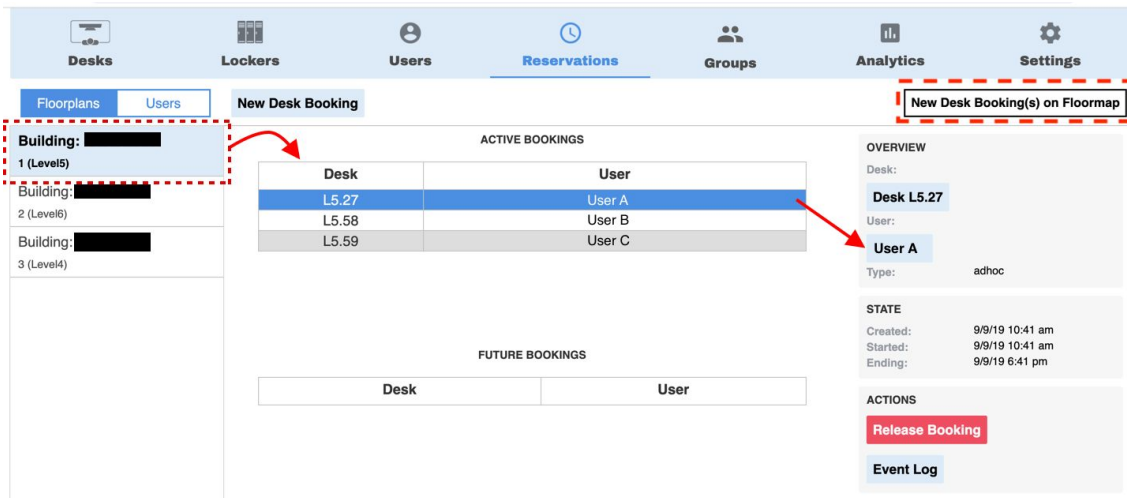 Desks Lockers Users Reservations Groups Analytics Settings
Floorplans Users New Desk Booking New Desk Booking(s) on Floormap
Building:
1 (Level5)
Building:
2 (Level6)
Building:
3 (Level4)
ACTIVE BOOKINGS
Desk User
L5.27 User A
L5.58 User B
L5.59 User C
FUTURE BOOKINGS
Desk User
OVERVIEW
Desk:
Desk L5.27
User:
User A
Type: adhoc
STATE
Created: 9/9/19 10:41 am
Started: 9/9/19 10:41 am
Ending: 9/9/19 6:41 pm
ACTIONS
Release Booking
Event Log